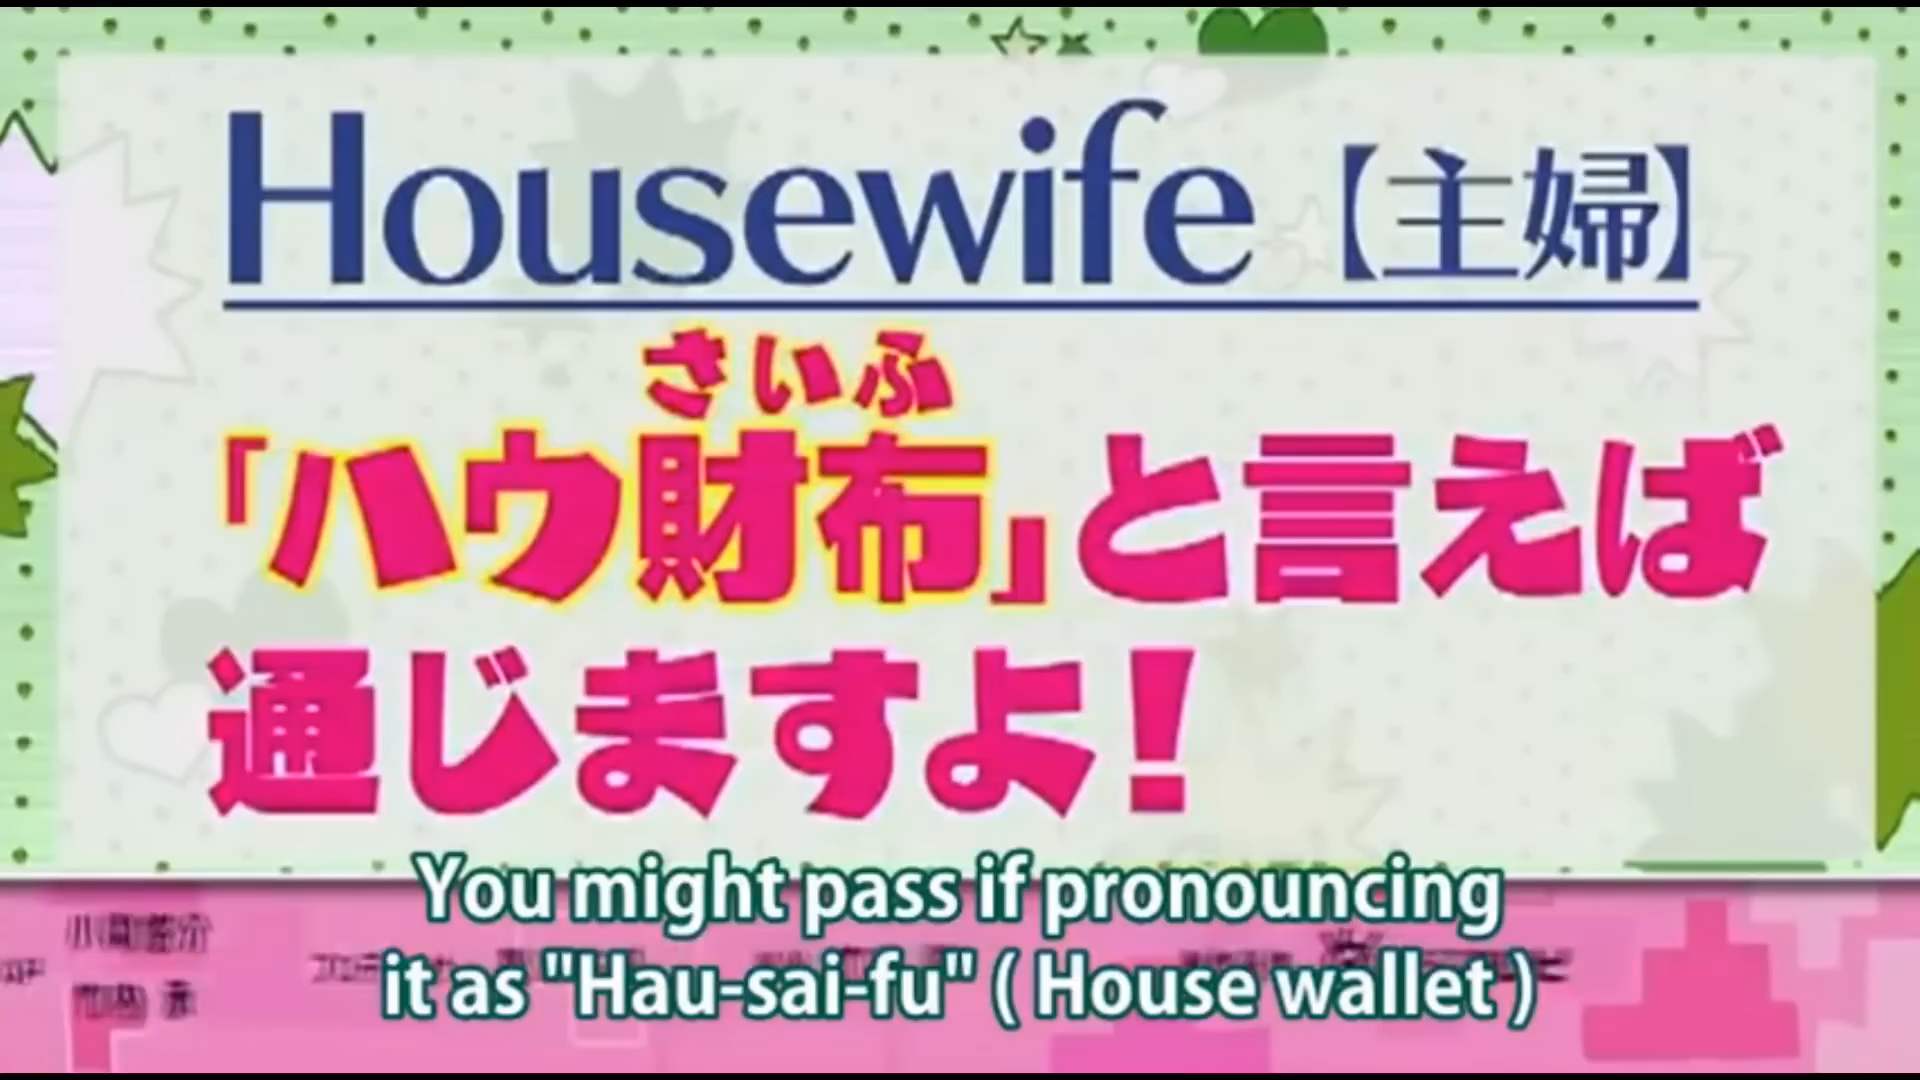 Housewife【主婦】
さいふ
「ハウ財布」と言えば
通じますよ!
You might pass if pronouncing
it as "Hau-sai-fu" ( House wallet )